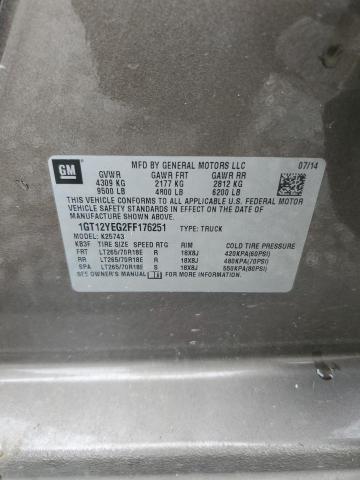 GM
MFD BY GENERAL MOTORS LLC 07/14
GVWR GAWR FRT GAWR RR
4309 KG 2177 KG 2812 KG
9500 LB 4800 LB 6200 LB
THIS VEHICLE CONFORMS TO ALL APPLICABLE U.S. FEDERAL MOTOR
VEHICLE SAFETY STANDARDS IN EFFECT ON THE DATE OF
MANUFACTURE SHOWN ABOVE.
1GT12YEG2FF176251 TYPE: TRUCK
MODEL: K25743
KB3F TIRE SIZE SPEED RTG RIM COLD TIRE PRESSURE
FRT LT265/70R18E R 18X8J 420KPA(60PSI)
RR LT265/70R18E R 18X8J 480KPA(70PSI)
SPA LT265/70R18E S 18X8J 550KPA(80PSI)
SEE OWNER'S MANUAL FOR ADDITIONAL INFORMATION.